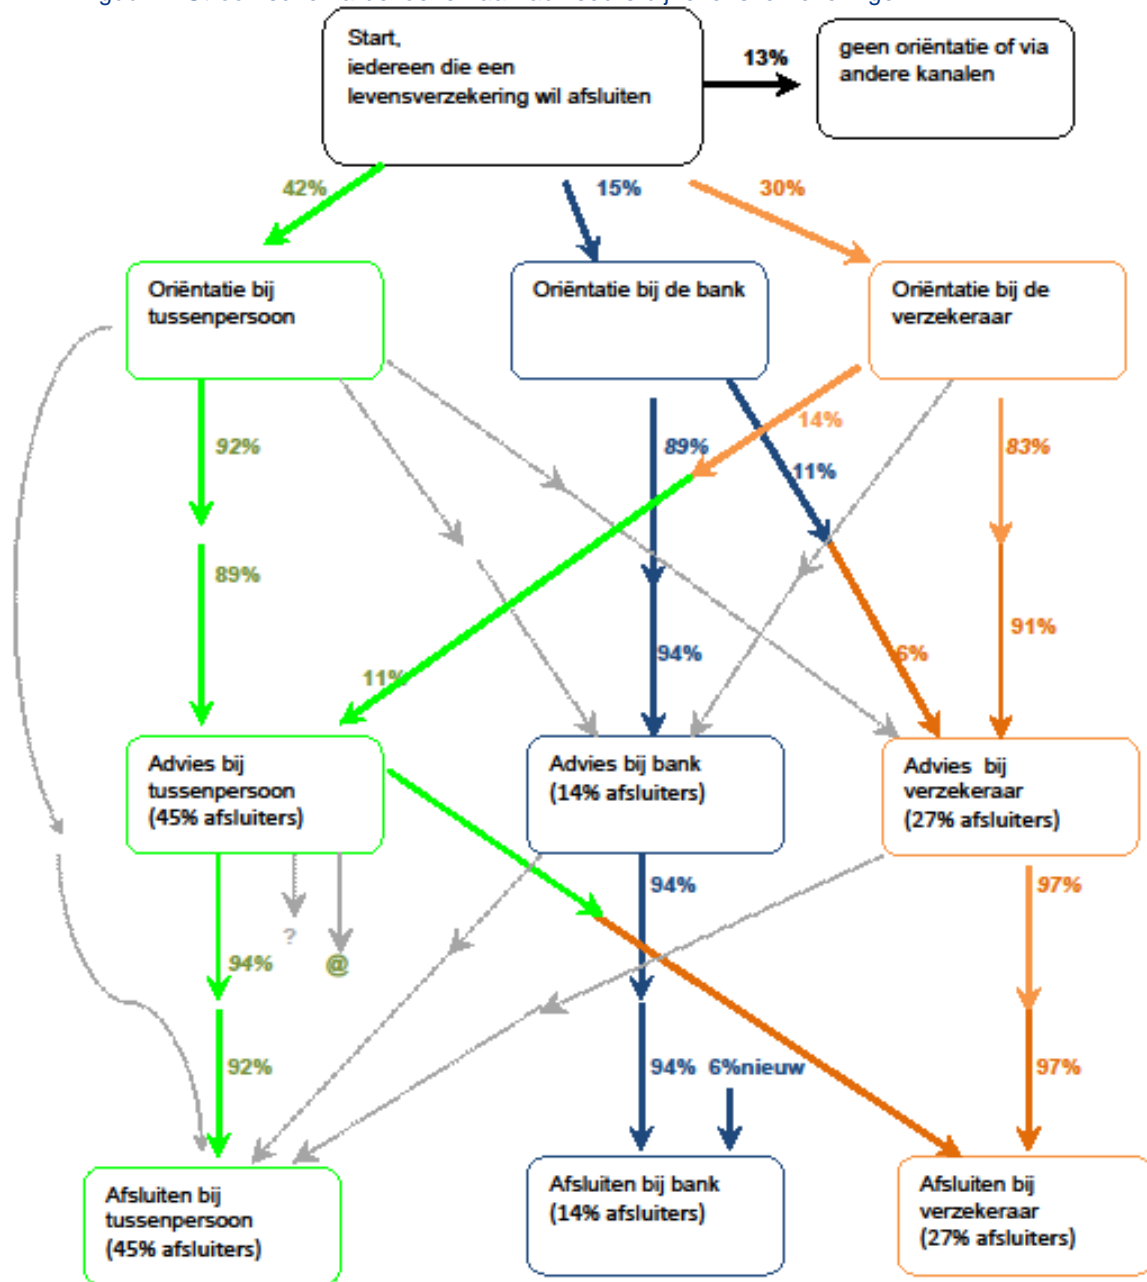 Start,
iedereen die een
levensverzekering wil afsluiten
13%
geen oriëntatie of via
andere kanalen
42%
15%
30%
Oriëntatie bij
tussenpersoon
Oriëntatie bij de bank
Oriëntatie bij de
verzekeraar
92%
89%
14%
11%
83%
89%
11%
94%
6%
91%
Advies bij
tussenpersoon
(45% afsluiters)
Advies bij bank
(14% afsluiters)
Advies bij
verzekeraar
(27% afsluiters)
94%
97%
?
94%
@
92%
94%
6%nieuw
97%
Afsluiten bij
tussenpersoon
(45% afsluiters)
Afsluiten bij bank
(14% afsluiters)
Afsluiten bij
verzekeraar
(27% afsluiters)